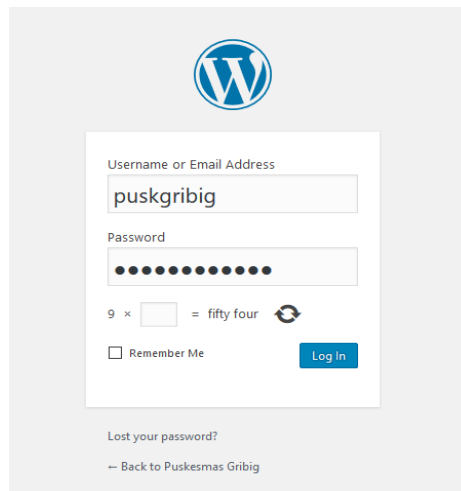 Username or Email Address
puskgribig
Password
●●●●●●●●●●●●
9 × = fifty four
Remember Me
Log In
Lost your password?
← Back to Puskesmas Gribig